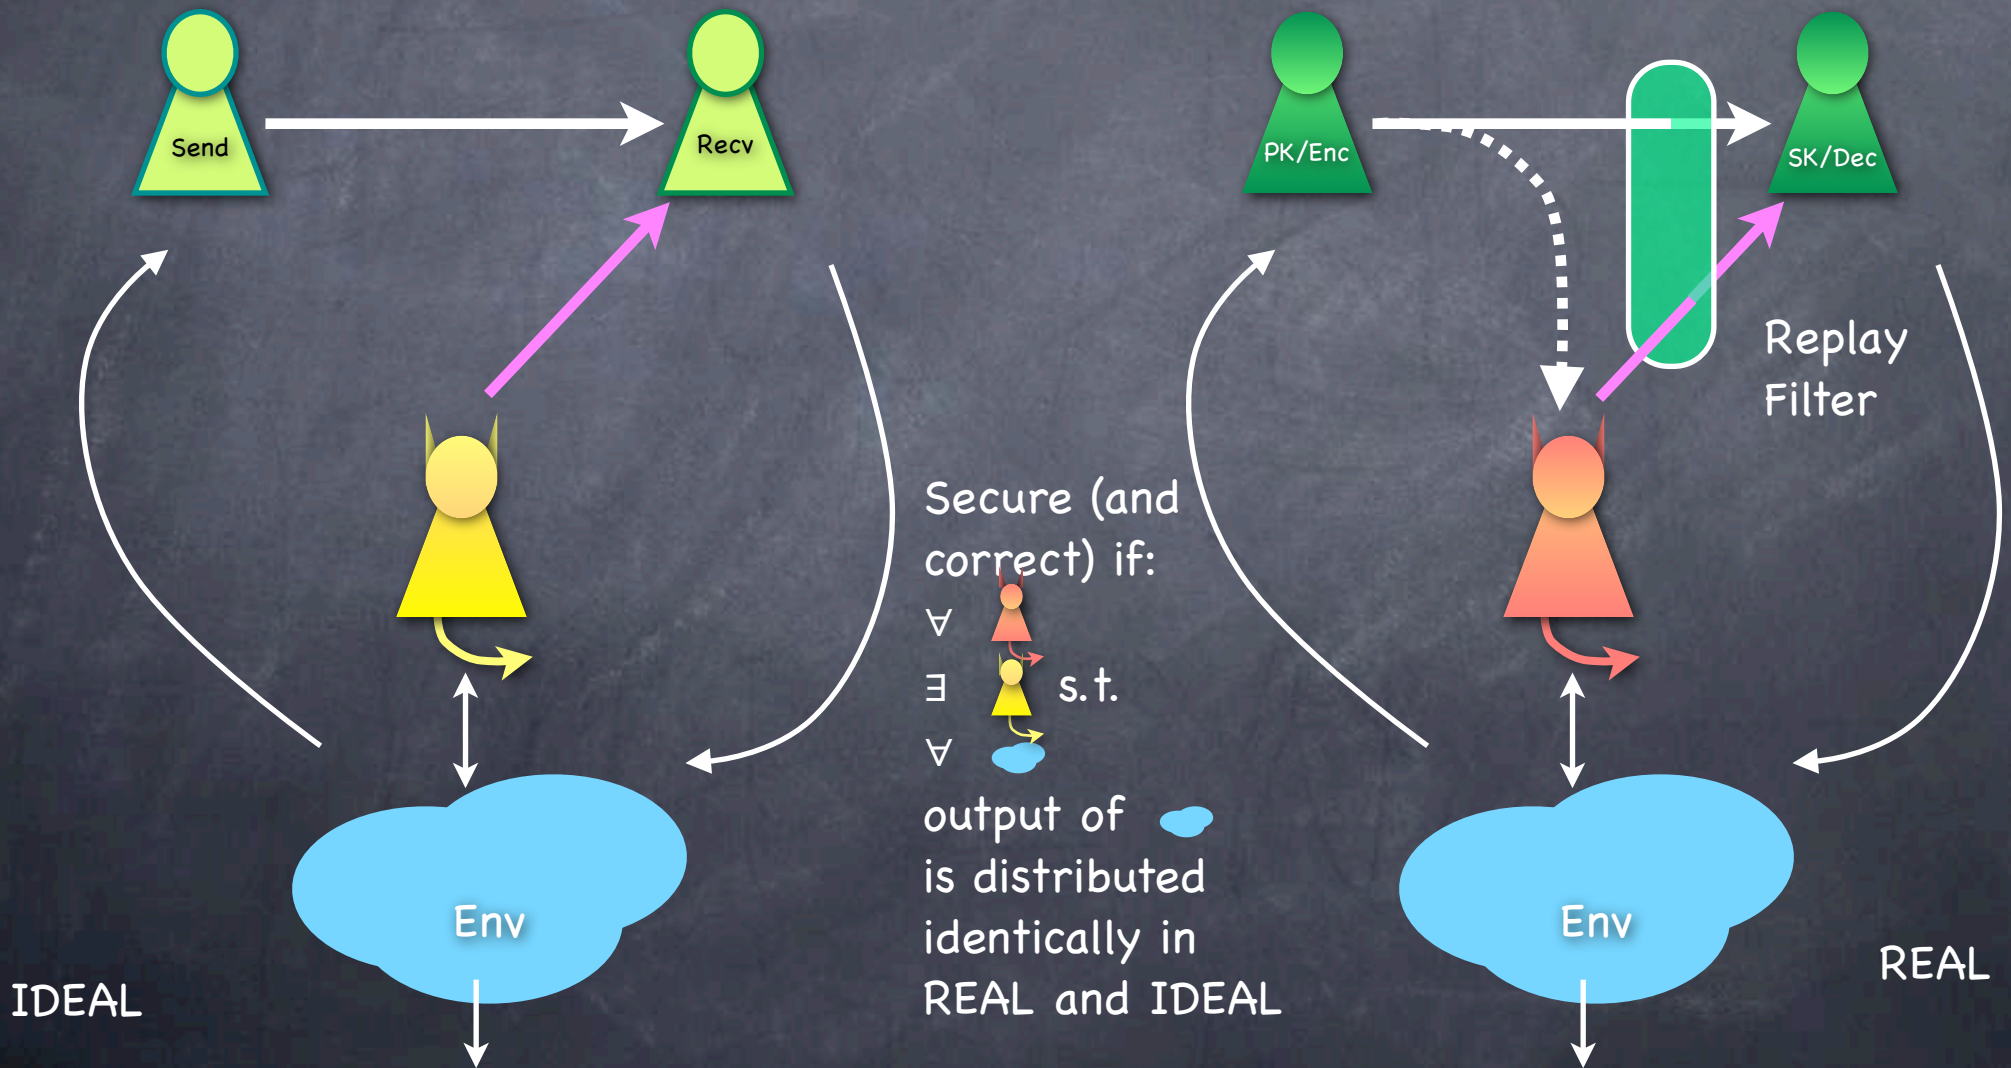 Send
Recv
PK/Enc
SK/Dec
Replay
Filter
Secure (and
correct) if:
∀
∃ s.t.
∀
output of
is distributed
identically in
REAL and IDEAL
Env
Env
IDEAL
REAL